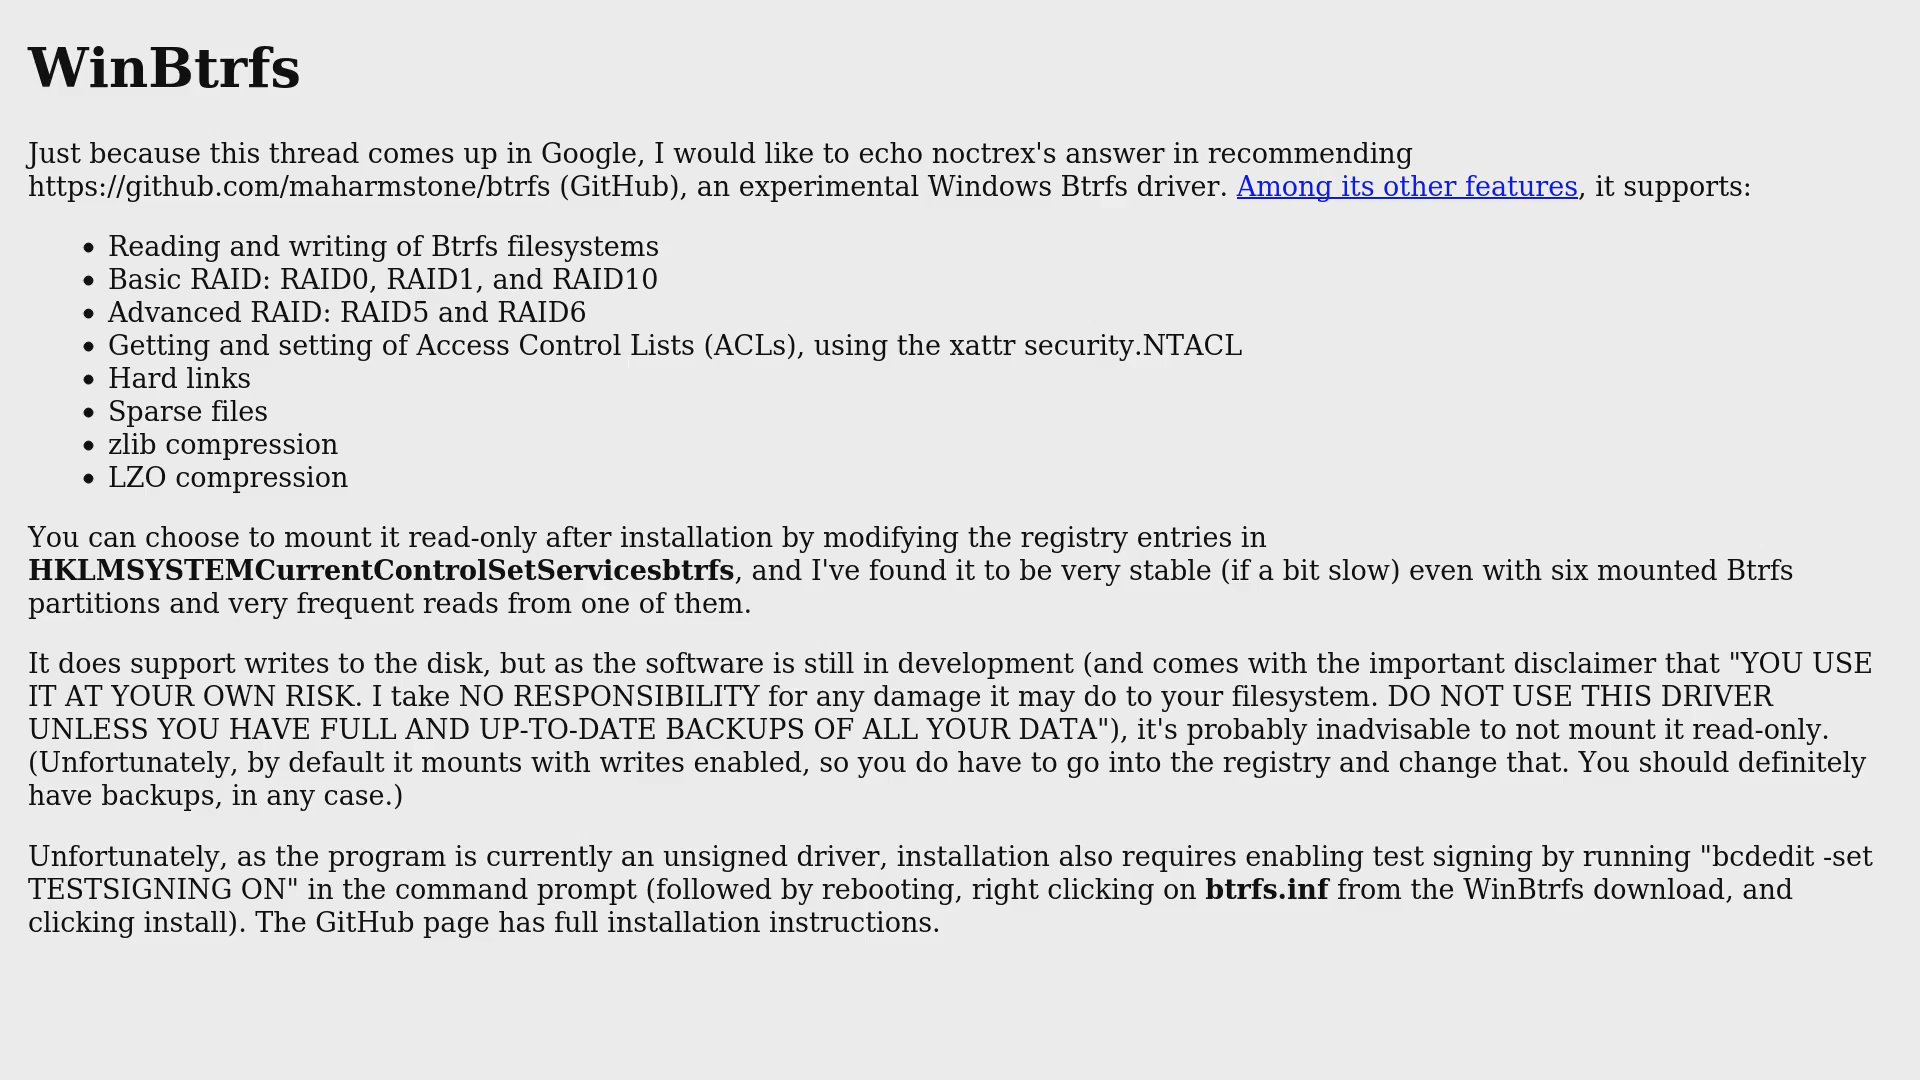 WinBtrfs
Just because this thread comes up in Google, I would like to echo noctrex's answer in recommending
https://github.com/maharmstone/btrfs (GitHub), an experimental Windows Btrfs driver. Among its other features, it supports:
• Reading and writing of Btrfs filesystems
• Basic RAID: RAID0, RAID1, and RAID10
• Advanced RAID: RAID5 and RAID6
• Getting and setting of Access Control Lists (ACLs), using the xattr security.NTACL
• Hard links
• Sparse files
• zlib compression
• LZO compression
You can choose to mount it read-only after installation by modifying the registry entries in
HKLMSYSTEMCurrentControlSetServicesbtrfs, and I've found it to be very stable (if a bit slow) even with six mounted Btrfs
partitions and very frequent reads from one of them.
It does support writes to the disk, but as the software is still in development (and comes with the important disclaimer that "YOU USE
IT AT YOUR OWN RISK. I take NO RESPONSIBILITY for any damage it may do to your filesystem. DO NOT USE THIS DRIVER
UNLESS YOU HAVE FULL AND UP-TO-DATE BACKUPS OF ALL YOUR DATA"), it's probably inadvisable to not mount it read-only.
(Unfortunately, by default it mounts with writes enabled, so you do have to go into the registry and change that. You should definitely
have backups, in any case.)
Unfortunately, as the program is currently an unsigned driver, installation also requires enabling test signing by running "bcdedit -set
TESTSIGNING ON" in the command prompt (followed by rebooting, right clicking on btrfs.inf from the WinBtrfs download, and
clicking install). The GitHub page has full installation instructions.